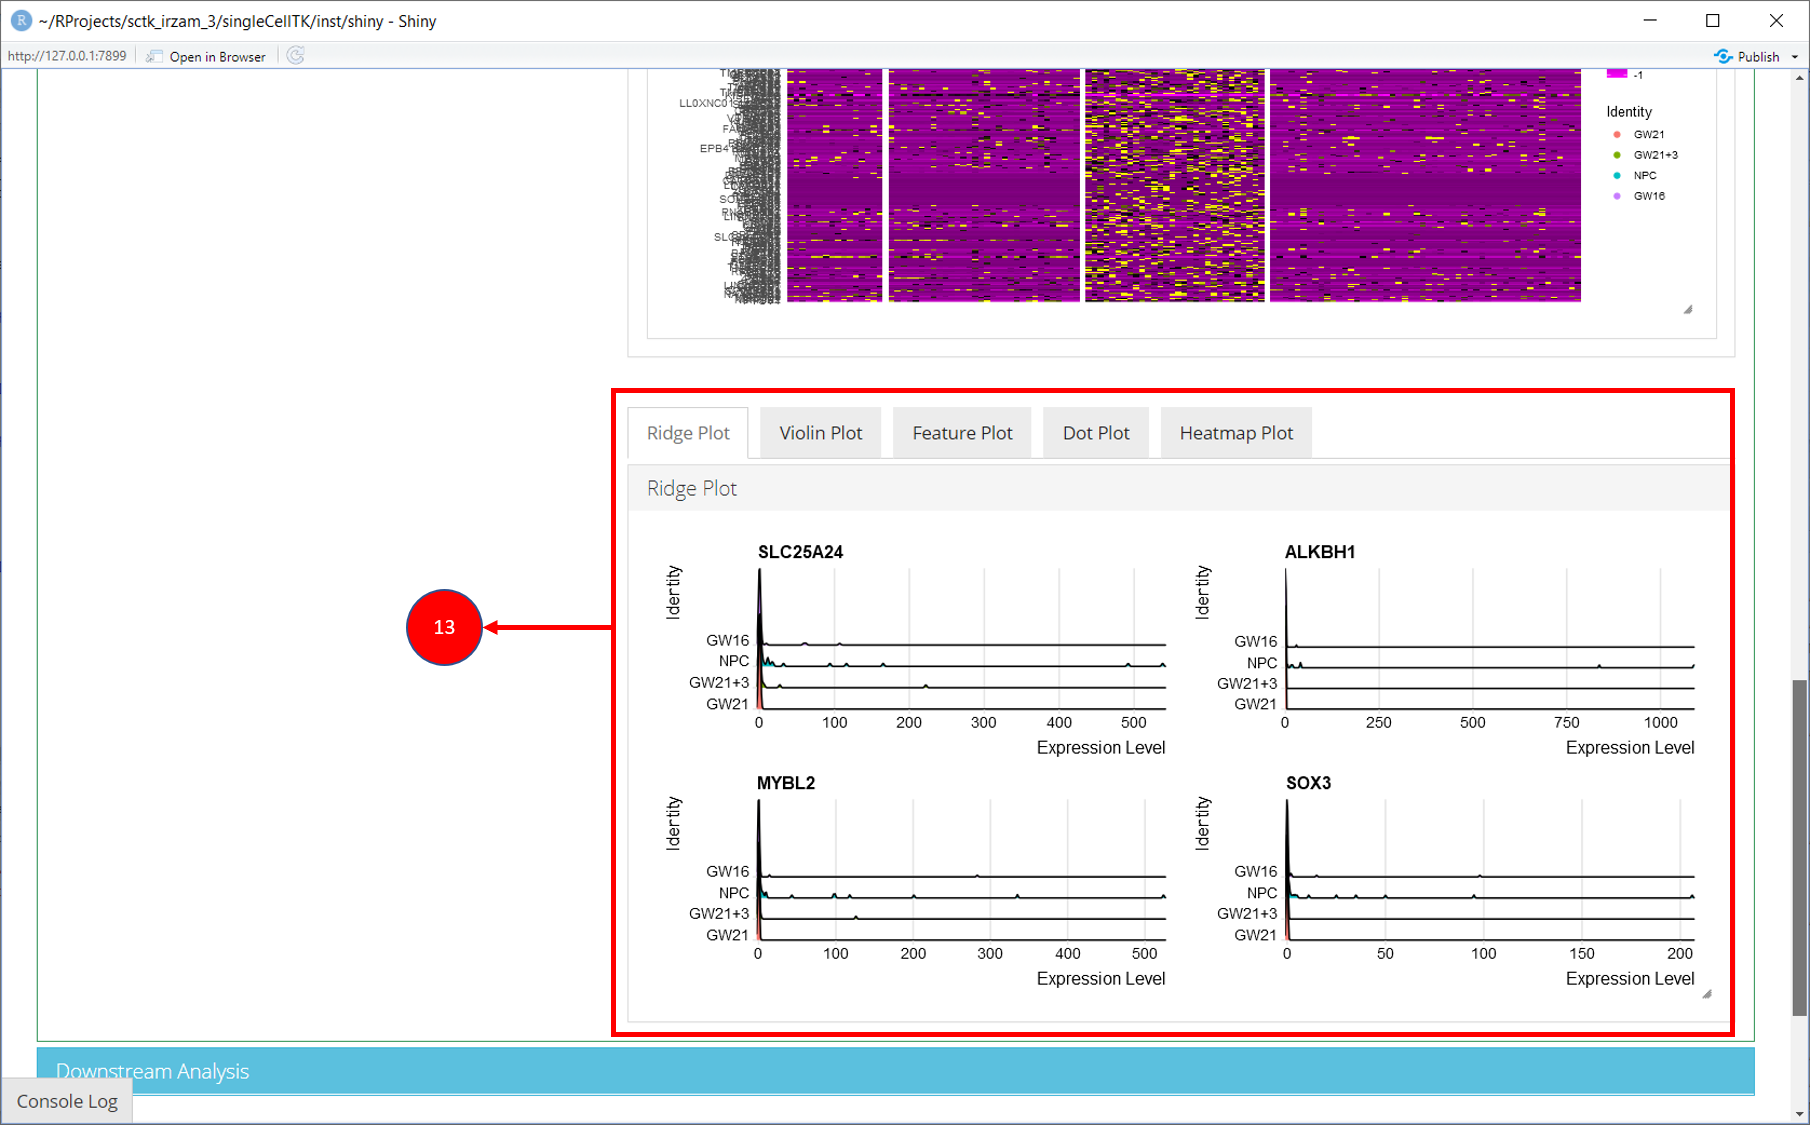 ~/RProjects/sctk_irzam_3/singleCellTK/inst/shiny - Shiny
http://127.0.0.1:7899
Open in Browser
Publish
-1
LL0XNC01
Identity
GW21
GW21+3
NPC
GW16
Ridge Plot
Violin Plot
Feature Plot
Dot Plot
Heatmap Plot
Ridge Plot
13
SLC25A24
Identity
GW16
NPC
GW21+3
GW21
0 100 200 300 400 500
Expression Level
ALKBH1
Identity
GW16
NPC
GW21+3
GW21
0 250 500 750 1000
Expression Level
MYBL2
Identity
GW16
NPC
GW21+3
GW21
0 100 200 300 400 500
Expression Level
SOX3
Identity
GW16
NPC
GW21+3
GW21
0 50 100 150 200
Expression Level
Downstream Analysis
Console Log